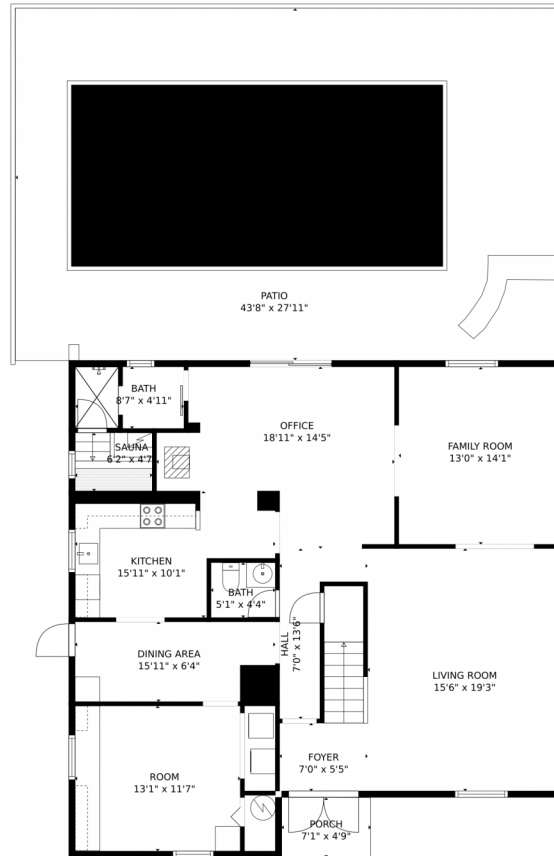 PATIO
43'8" x 27'11"
BATH
8'7" x 4'11"
OFFICE
18'11" x 14'5"
FAMILY ROOM
13'0" x 14'1"
SAUNA
6'2" x 4'7
KITCHEN
15'11" x 10'1"
BATH
5'1" x 4'4"
HALL
7'0" x 13'6"
DINING AREA
15'11" x 6'4"
LIVING ROOM
15'6" x 19'3"
FOYER
7'0" x 5'5"
ROOM
13'1" x 11'7"
PORCH
7'1" x 4'9"